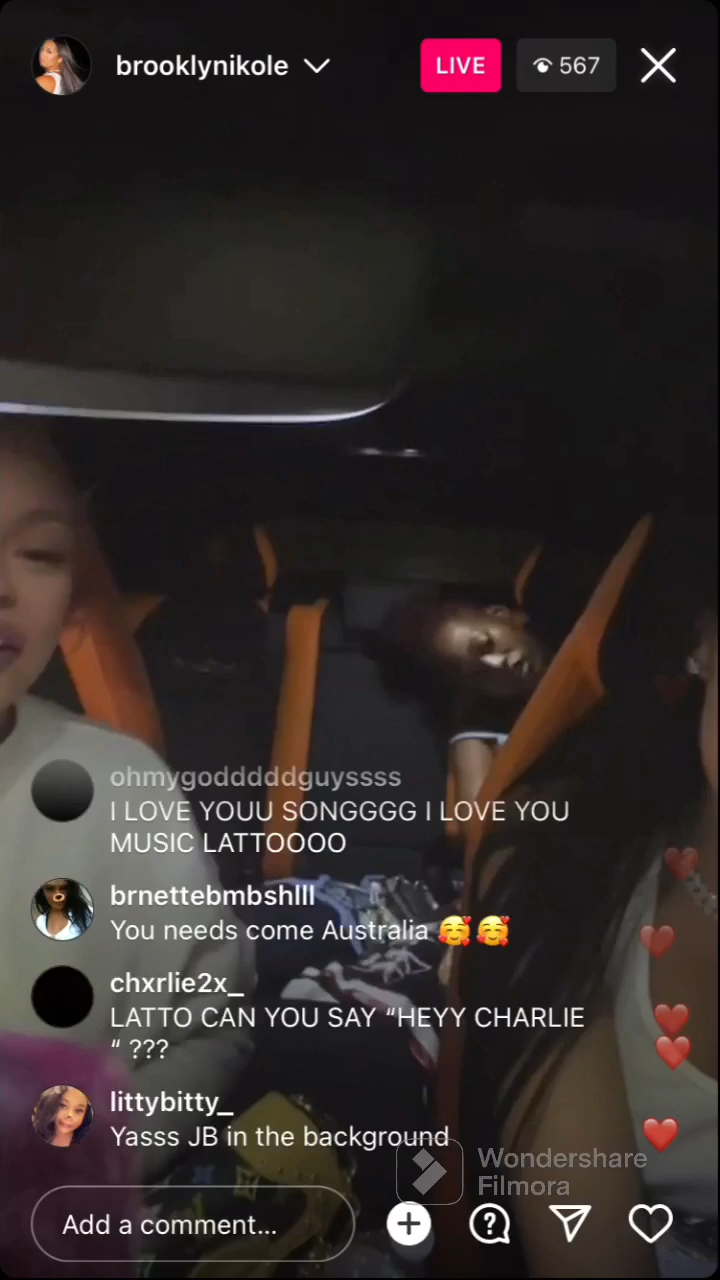 brooklynikole
LIVE
567
ohmygodddddguyssss
I LOVE YOUU SONGGGG I LOVE YOU
MUSIC LATTOOOO
brnettebmbshlll
You needs come Australia 🥰🥰
chxrlie2x_
LATTO CAN YOU SAY “HEYY CHARLIE
“ ???
littybitty_
Yasss JB in the background
Wondershare
Filmora
Add a comment...